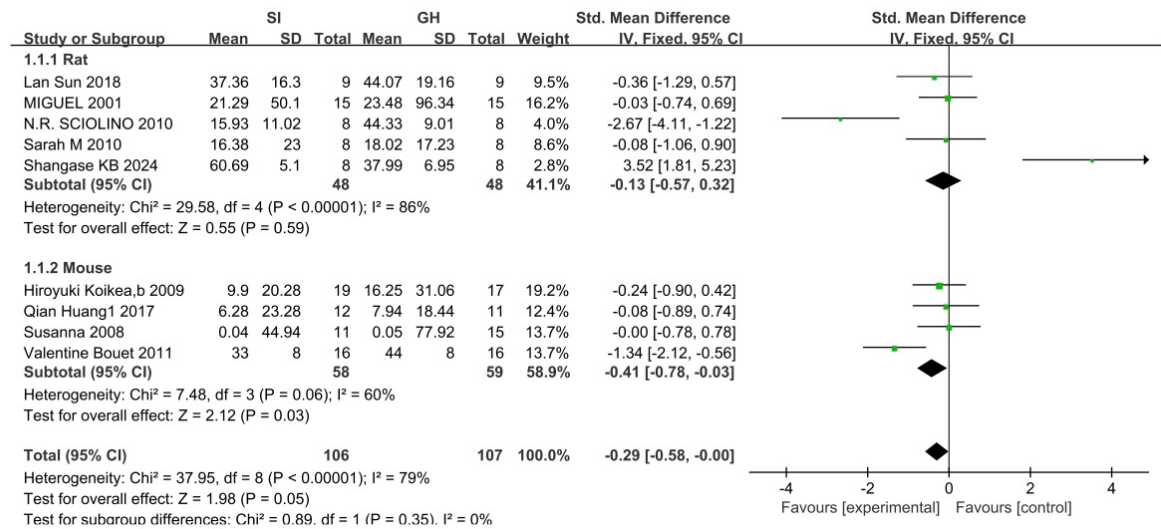 SI GH Std. Mean Difference Std. Mean Difference
Study or Subgroup Mean SD Total Mean SD Total Weight IV, Fixed, 95% CI IV, Fixed, 95% CI
1.1.1 Rat
Lan Sun 2018 37.36 16.3 9 44.07 19.16 9 9.5% -0.36 [-1.29, 0.57]
MIGUEL 2001 21.29 50.1 15 23.48 96.34 15 16.2% -0.03 [-0.74, 0.69]
N.R. SCIOLINO 2010 15.93 11.02 8 44.33 9.01 8 4.0% -2.67 [-4.11, -1.22]
Sarah M 2010 16.38 23 8 18.02 17.23 8 8.6% -0.08 [-1.06, 0.90]
Shangase KB 2024 60.69 5.1 8 37.99 6.95 8 2.8% 3.52 [1.81, 5.23]
Subtotal (95% CI) 48 48 41.1% -0.13 [-0.57, 0.32]
Heterogeneity: Chi² = 29.58, df = 4 (P < 0.00001); I² = 86%
Test for overall effect: Z = 0.55 (P = 0.59)
1.1.2 Mouse
Hiroyuki Koikea,b 2009 9.9 20.28 19 16.25 31.06 17 19.2% -0.24 [-0.90, 0.42]
Qian Huang1 2017 6.28 23.28 12 7.94 18.44 11 12.4% -0.08 [-0.89, 0.74]
Susanna 2008 0.04 44.94 11 0.05 77.92 15 13.7% -0.00 [-0.78, 0.78]
Valentine Bouet 2011 33 8 16 44 8 16 13.7% -1.34 [-2.12, -0.56]
Subtotal (95% CI) 58 59 58.9% -0.41 [-0.78, -0.03]
Heterogeneity: Chi² = 7.48, df = 3 (P = 0.06); I² = 60%
Test for overall effect: Z = 2.12 (P = 0.03)
Total (95% CI) 106 107 100.0% -0.29 [-0.58, -0.00]
Heterogeneity: Chi² = 37.95, df = 8 (P < 0.00001); I² = 79%
Test for overall effect: Z = 1.98 (P = 0.05)
Test for subgroup differences: Chi² = 0.89, df = 1 (P = 0.35), I² = 0%
-4 -2 0 2 4
Favours [experimental] Favours [control]